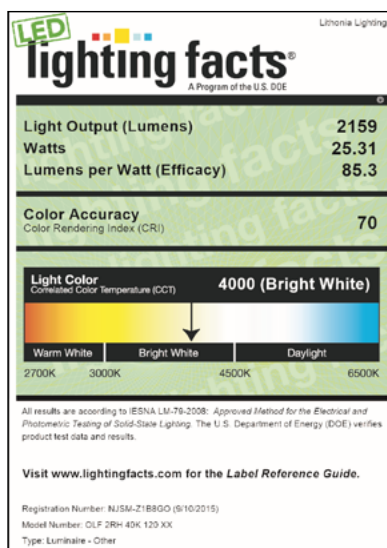 LED
Lithonia Lighting
lighting facts®
A Program of the U.S. DOE
Light Output (Lumens) 2159
Watts 25.31
Lumens per Watt (Efficacy) 85.3
Color Accuracy
Color Rendering Index (CRI) 70
Light Color
Correlated Color Temperature (CCT) 4000 (Bright White)
Warm White Bright White Daylight
2700K 3000K 4500K 6500K
All results are according to IESNA LM-79-2008: Approved Method for the Electrical and
Photometric Testing of Solid-State Lighting. The U.S. Department of Energy (DOE) verifies
product test data and results.
Visit www.lightingfacts.com for the Label Reference Guide.
Registration Number: NJSM-Z1B8GO (9/10/2015)
Model Number: OLF 2RH 40K 120 XX
Type: Luminaire - Other